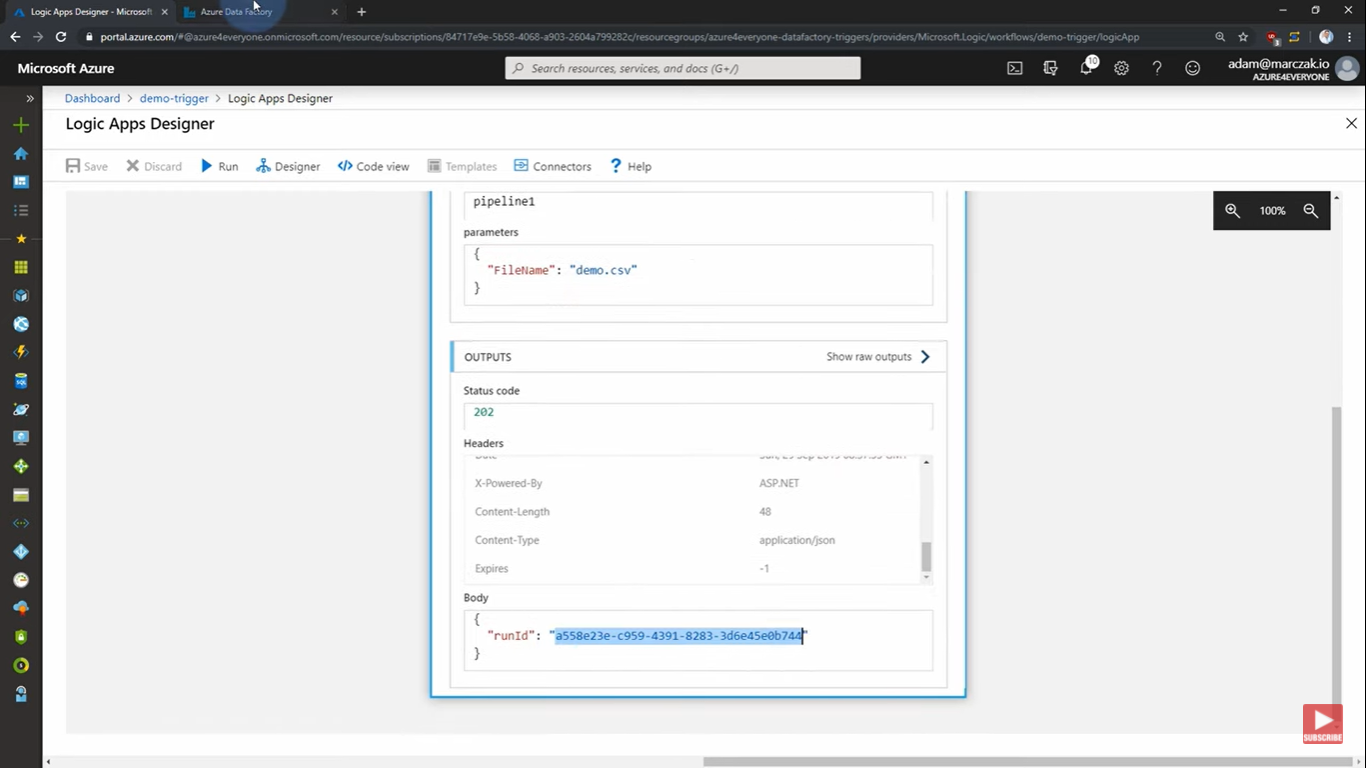 Logic Apps Designer - Microsoft
Azure Data Factory
portal.azure.com/#@azure4everyone.onmicrosoft.com/resource/subscriptions/84717e9e-5b58-4068-a903-2604a799282c/resourcegroups/azure4everyone-datafactory-triggers/providers/Microsoft.Logic/workflows/demo-trigger/logicApp
Microsoft Azure
Search resources, services, and docs (G+/)
10
adam@marczak.io
AZURE4EVERYONE
Dashboard > demo-trigger > Logic Apps Designer
Logic Apps Designer
Save Discard Run Designer Code view Templates Connectors Help
100%
pipeline1
parameters
{
"FileName": "demo.csv"
}
OUTPUTS
Show raw outputs
Status code
202
Headers
X-Powered-By ASP.NET
Content-Length 48
Content-Type application/json
Expires -1
Body
{
"runId": "a558e23e-c959-4391-8283-3d6e45e0b744"
}
SUBSCRIBE